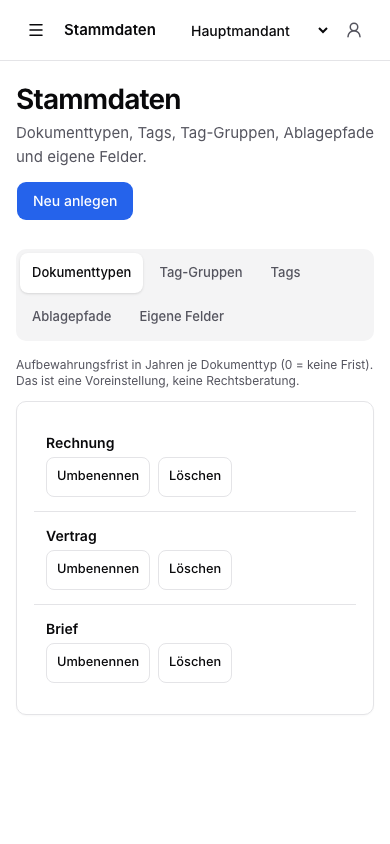 Stammdaten
Hauptmandant
Stammdaten
Dokumenttypen, Tags, Tag-Gruppen, Ablagepfade
und eigene Felder.
Neu anlegen
Dokumenttypen Tag-Gruppen Tags
Ablagepfade Eigene Felder
Aufbewahrungsfrist in Jahren je Dokumenttyp (0 = keine Frist).
Das ist eine Voreinstellung, keine Rechtsberatung.
Rechnung
Umbenennen Löschen
Vertrag
Umbenennen Löschen
Brief
Umbenennen Löschen